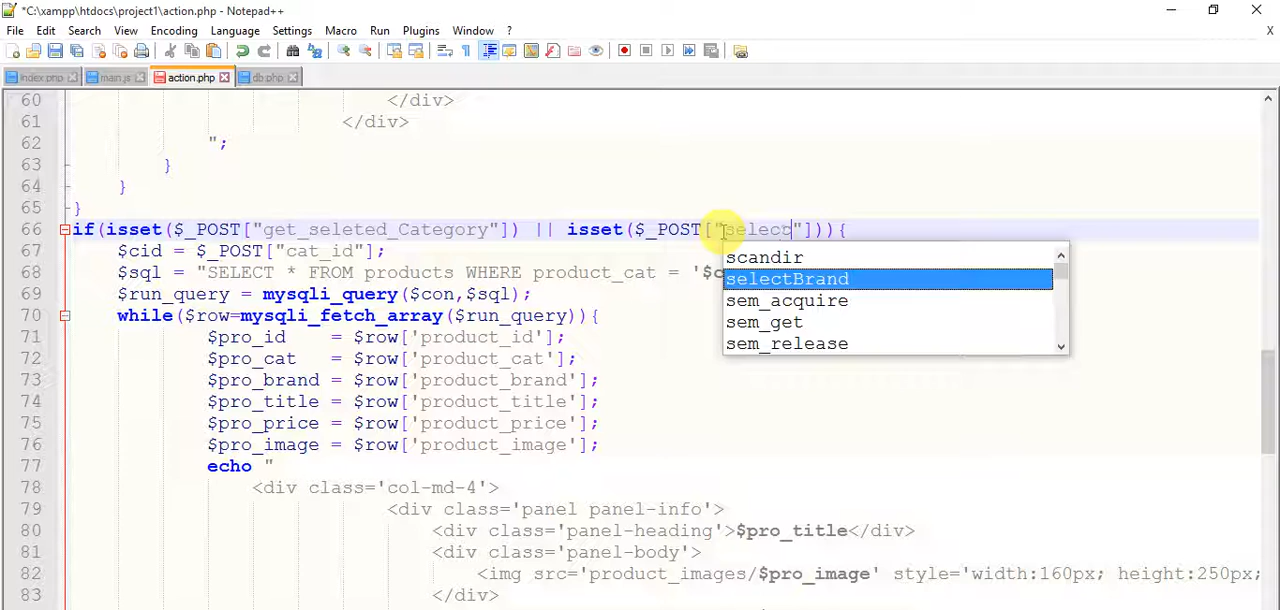 *C:\xampp\htdocs\project1\action.php - Notepad++
File Edit Search View Encoding Language Settings Macro Run Plugins Window ? X
index.php main.js action.php db.php
60 </div>
61 </div>
62 ";
63 }
64 }
65 }
66 if(isset($_POST["get_seleted_Category"]) || isset($_POST["selec"])){
67 $cid = $_POST["cat_id"];
68 $sql = "SELECT * FROM products WHERE product_cat = '$c
69 $run_query = mysqli_query($con,$sql);
70 while($row=mysqli_fetch_array($run_query)){
71 $pro_id = $row['product_id'];
72 $pro_cat = $row['product_cat'];
73 $pro_brand = $row['product_brand'];
74 $pro_title = $row['product_title'];
75 $pro_price = $row['product_price'];
76 $pro_image = $row['product_image'];
77 echo "
78 <div class='col-md-4'>
79 <div class='panel panel-info'>
80 <div class='panel-heading'>$pro_title</div>
81 <div class='panel-body'>
82 <img src='product_images/$pro_image' style='width:160px; height:250px;
83 </div>
scandir
selectBrand
sem_acquire
sem_get
sem_release